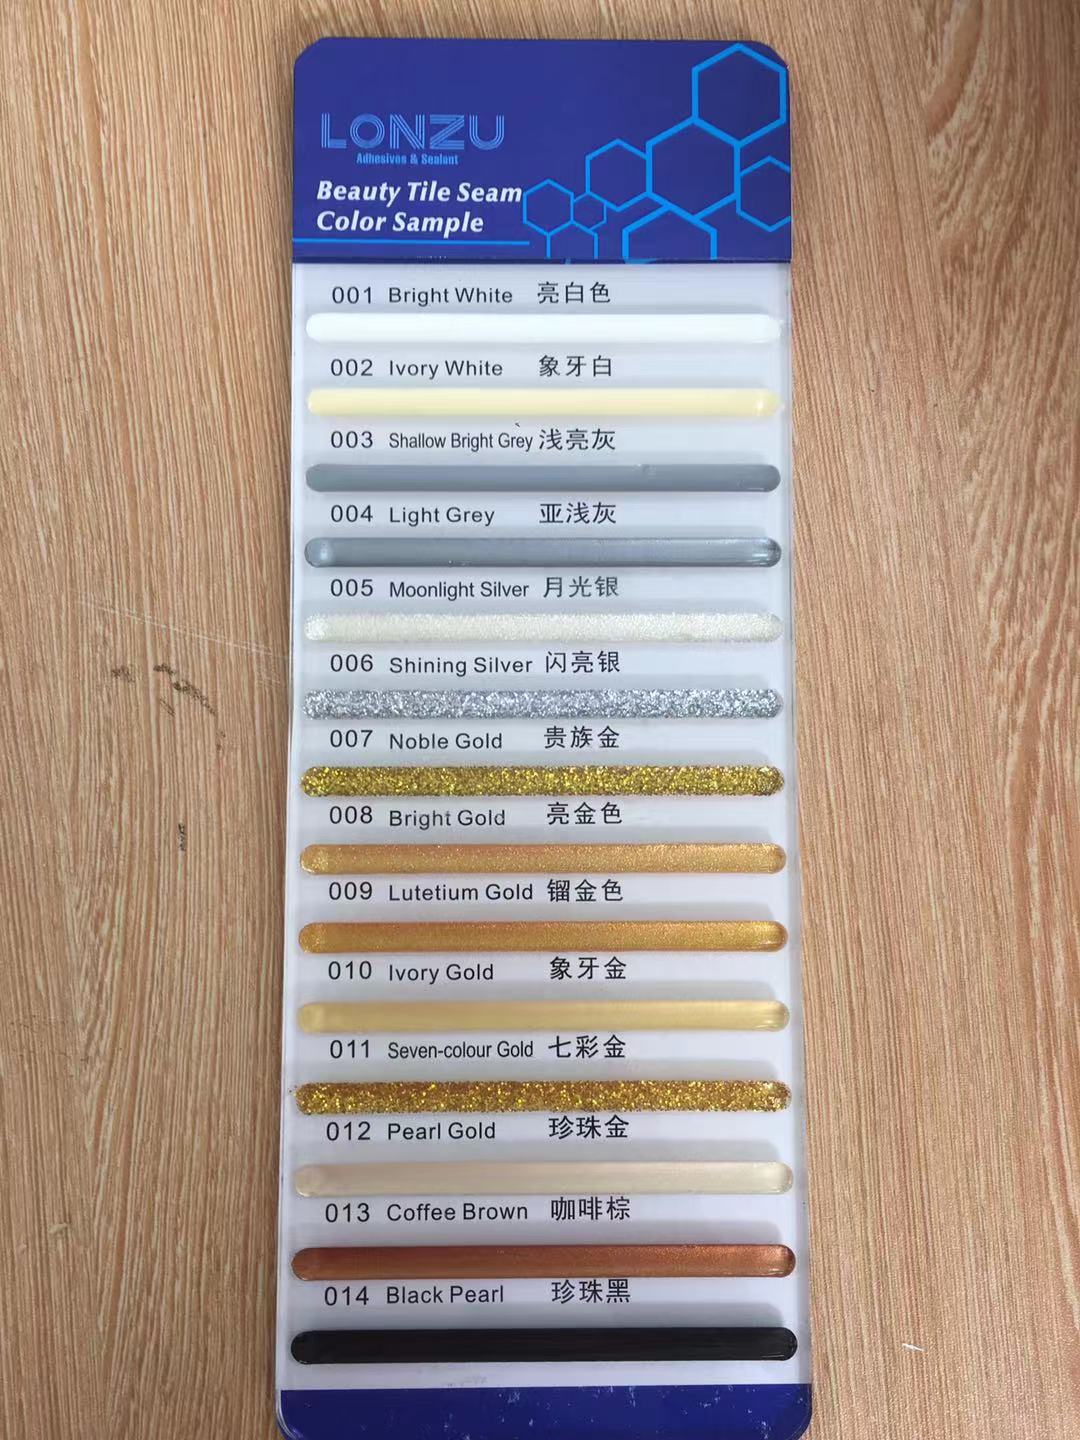 LONZU
Adhesives & Sealant
Beauty Tile Seam
Color Sample
001 Bright White 亮白色
002 Ivory White 象牙白
003 Shallow Bright Grey 浅亮灰
004 Light Grey 亚浅灰
005 Moonlight Silver 月光银
006 Shining Silver 闪亮银
007 Noble Gold 贵族金
008 Bright Gold 亮金色
009 Lutetium Gold 镏金色
010 Ivory Gold 象牙金
011 Seven-colour Gold 七彩金
012 Pearl Gold 珍珠金
013 Coffee Brown 咖啡棕
014 Black Pearl 珍珠黑